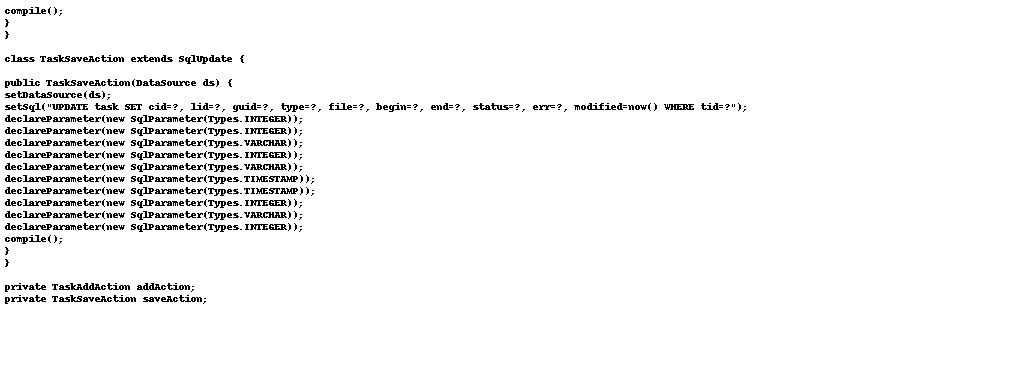 compile();
}
}

class TaskSaveAction extends SqlUpdate {

public TaskSaveAction(DataSource ds) {
setDataSource(ds);
setSql("UPDATE task SET cid=?, lid=?, guid=?, type=?, file=?, begin=?, end=?, status=?, err=?, modified=now() WHERE tid=?");
declareParameter(new SqlParameter(Types.INTEGER));
declareParameter(new SqlParameter(Types.INTEGER));
declareParameter(new SqlParameter(Types.VARCHAR));
declareParameter(new SqlParameter(Types.INTEGER));
declareParameter(new SqlParameter(Types.VARCHAR));
declareParameter(new SqlParameter(Types.TIMESTAMP));
declareParameter(new SqlParameter(Types.TIMESTAMP));
declareParameter(new SqlParameter(Types.INTEGER));
declareParameter(new SqlParameter(Types.VARCHAR));
declareParameter(new SqlParameter(Types.INTEGER));
compile();
}
}

private TaskAddAction addAction;
private TaskSaveAction saveAction;